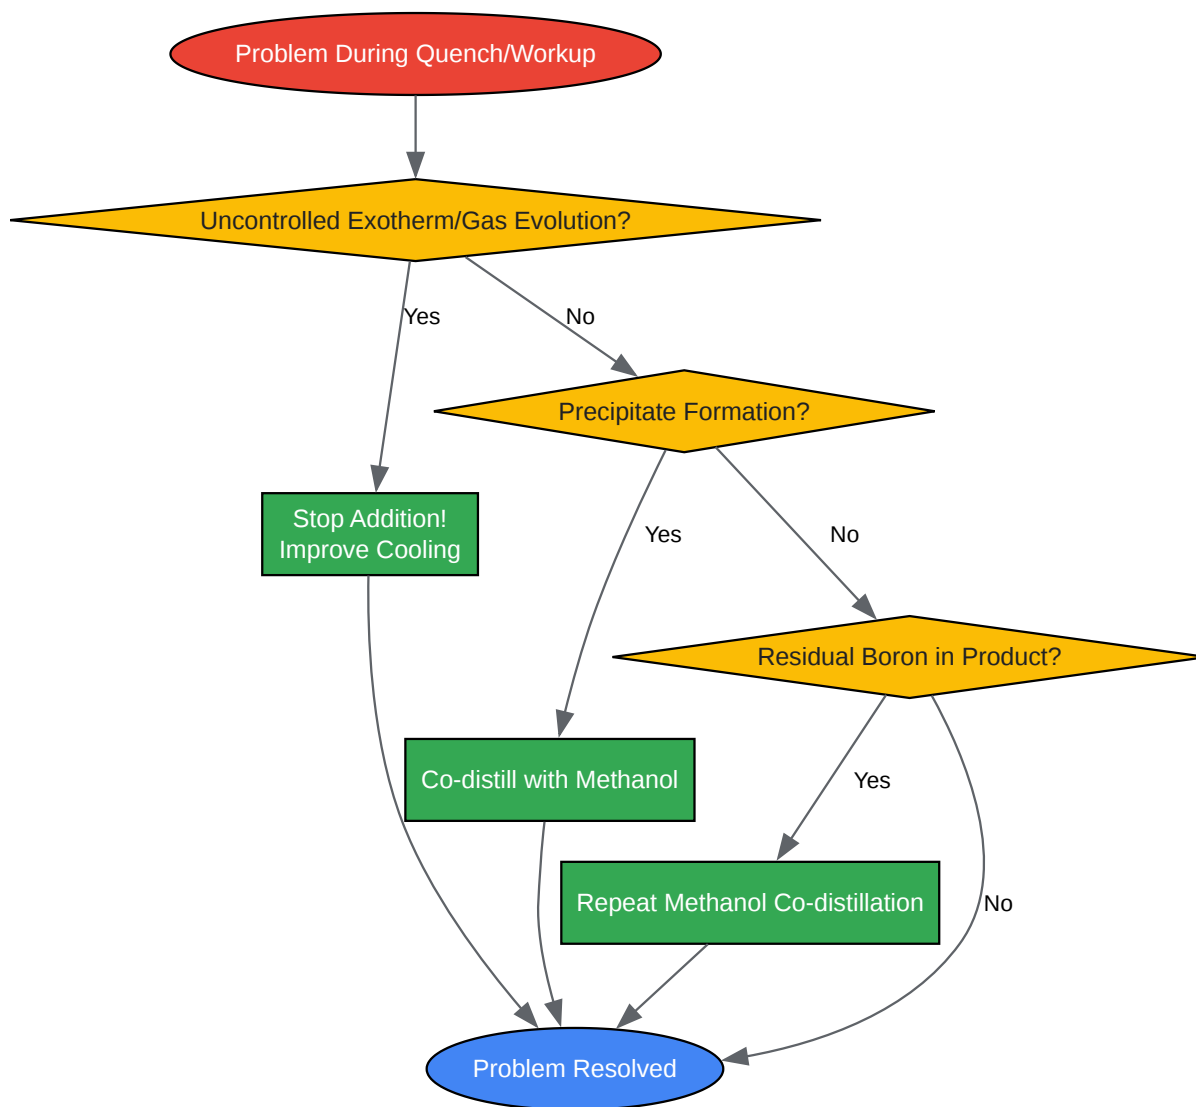 Problem During Quench/Workup
Uncontrolled Exotherm/Gas Evolution?
Yes
No
Precipitate Formation?
Stop Addition!
Improve Cooling
Yes
No
Residual Boron in Product?
Co-distill with Methanol
Yes
Repeat Methanol Co-distillation
No
Problem Resolved